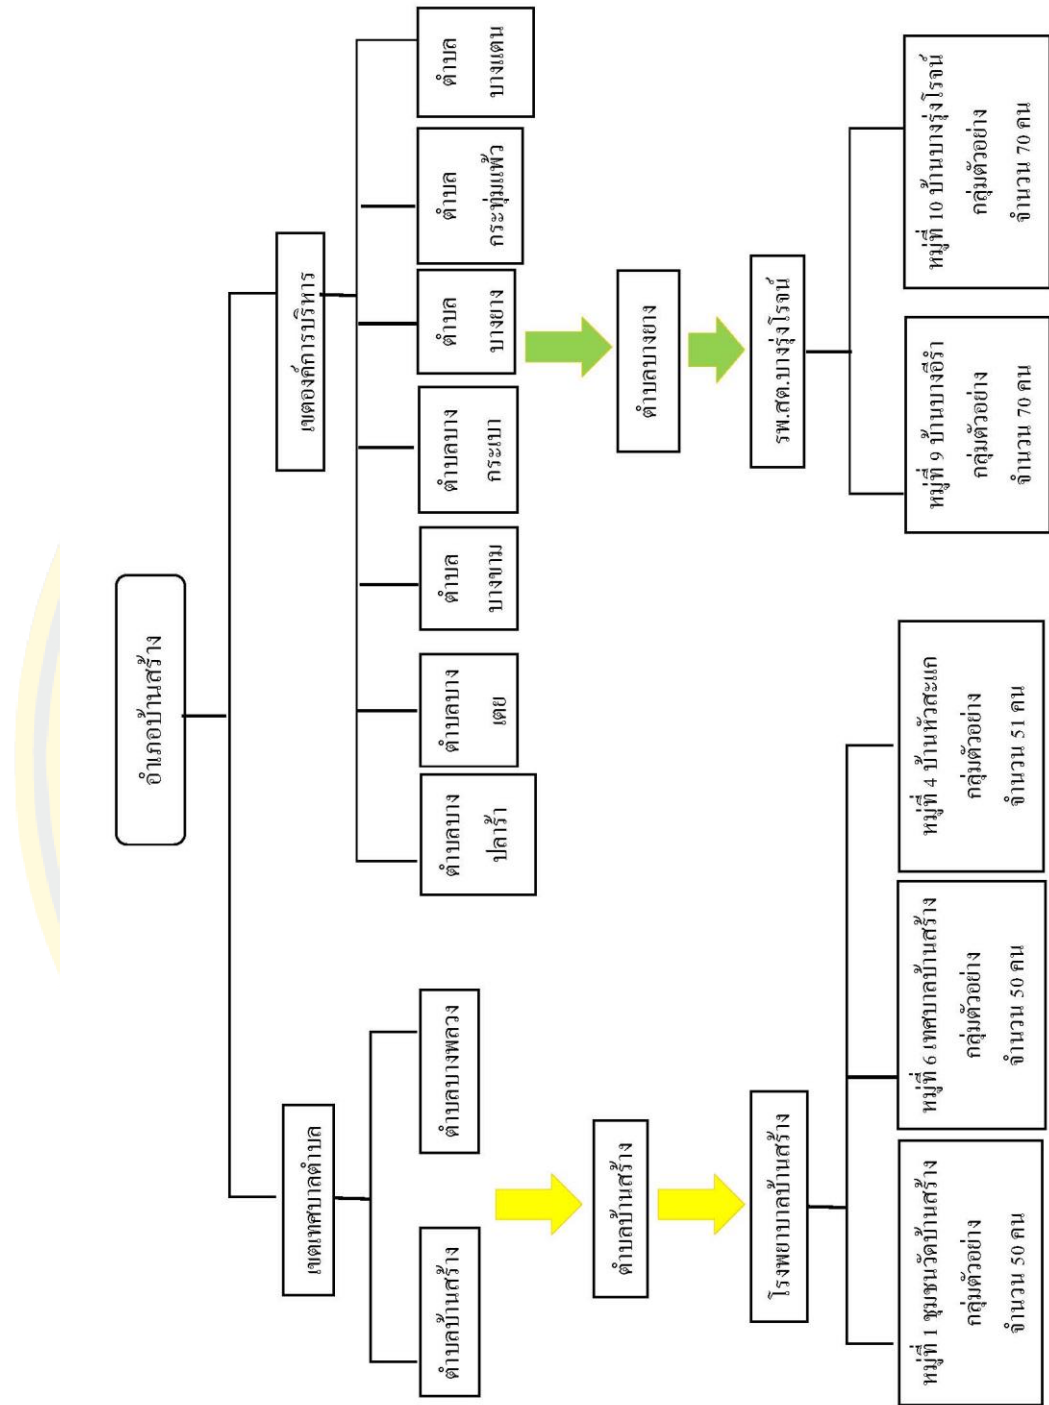 อำเภอบ้านสร้าง
เขตเทศบาลตำบล
เขตองค์การบริหาร
ตำบลบ้านสร้าง
ตำบลบางพลวง
ตำบลบาง
ปลาร้า
ตำบลบาง
เตย
ตำบล
บางขาม
ตำบลบาง
กระเบา
ตำบล
บางยาง
ตำบล
กระทุ่มแพ้ว
ตำบล
บางแตน
ตำบลบ้านสร้าง
ตำบลบางยาง
โรงพยาบาลบ้านสร้าง
รพ.สต.บางรุ่งโรจน์
หมู่ที่ 1 ชุมชนวัดบ้านสร้าง
กลุ่มตัวอย่าง
จำนวน 50 คน
หมู่ที่ 6 เทศบาลบ้านสร้าง
กลุ่มตัวอย่าง
จำนวน 50 คน
หมู่ที่ 4 บ้านหัวสะแก
กลุ่มตัวอย่าง
จำนวน 51 คน
หมู่ที่ 9 บ้านบางอีรำ
กลุ่มตัวอย่าง
จำนวน 70 คน
หมู่ที่ 10 บ้านบางรุ่งโรจน์
กลุ่มตัวอย่าง
จำนวน 70 คน